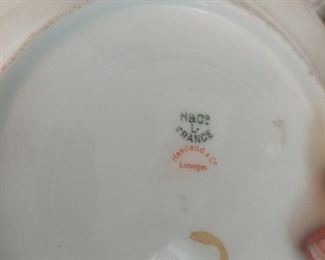 H&Co
L.
FRANCE
Haviland & Co
Limoges